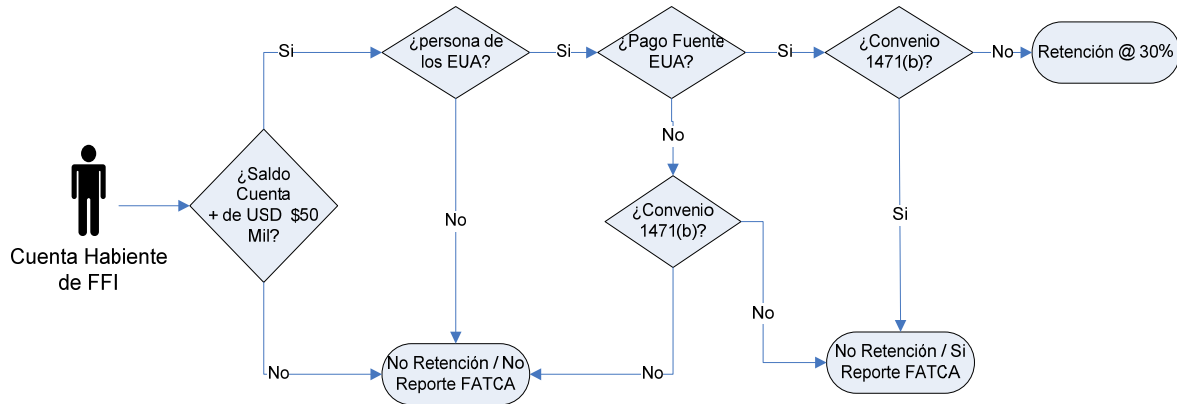 ¿persona de
los EUA?
Si
Si
¿Pago Fuente
EUA?
Si
¿Convenio
1471(b)?
No
Retención @ 30%
No
¿Saldo
Cuenta
+ de USD $50
Mil?
Cuenta Habiente
de FFI
No
¿Convenio
1471(b)?
Si
No
No
No Retención / No
Reporte FATCA
No
No Retención / Si
Reporte FATCA
No